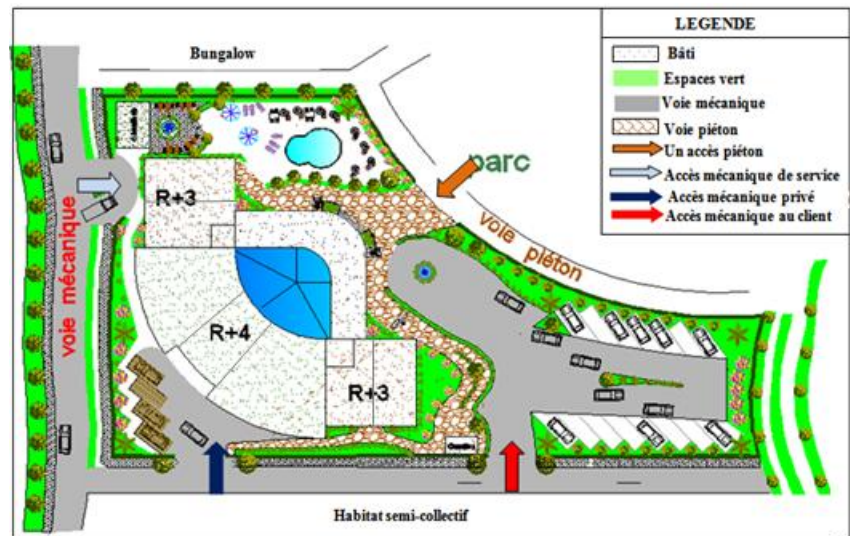 Bungalow
LEGENDE
Bâti
Espaces vert
Voie mécanique
Voie piéton
Un accès piéton
Accès mécanique de service
Accès mécanique privé
Accès mécanique au client
parc
voie piéton
voie mécanique
R+3
R+4
R+3
Habitat semi-collectif